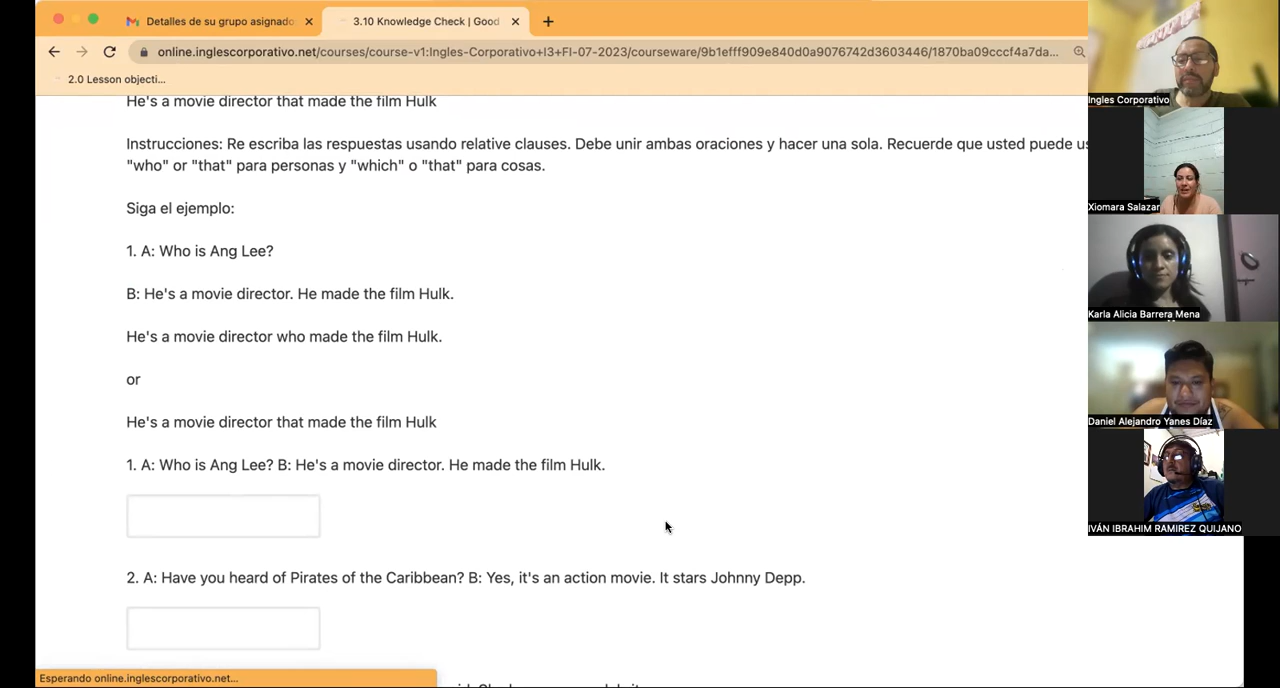 Detalles de su grupo asignado
3.10 Knowledge Check | Good
online.inglescorporativo.net/courses/course-v1:Ingles-Corporativo+I3+FI-07-2023/courseware/9b1efff909e840d0a9076742d3603446/1870ba09cccf4a7da...
2.0 Lesson objecti...
He's a movie director that made the film Hulk
Instrucciones: Re escriba las respuestas usando relative clauses. Debe unir ambas oraciones y hacer una sola. Recuerde que usted puede
"who" or "that" para personas y "which" o "that" para cosas.
Siga el ejemplo:
1. A: Who is Ang Lee?
B: He's a movie director. He made the film Hulk.
He's a movie director who made the film Hulk.
or
He's a movie director that made the film Hulk
1. A: Who is Ang Lee? B: He's a movie director. He made the film Hulk.
2. A: Have you heard of Pirates of the Caribbean? B: Yes, it's an action movie. It stars Johnny Depp.
Esperando online.inglescorporativo.net...
Ingles Corporativo
Xiomara Salazar
Karla Alicia Barrera Mena
Daniel Alejandro Yanes Díaz
IVÁN IBRAHIM RAMIREZ QUIJANO